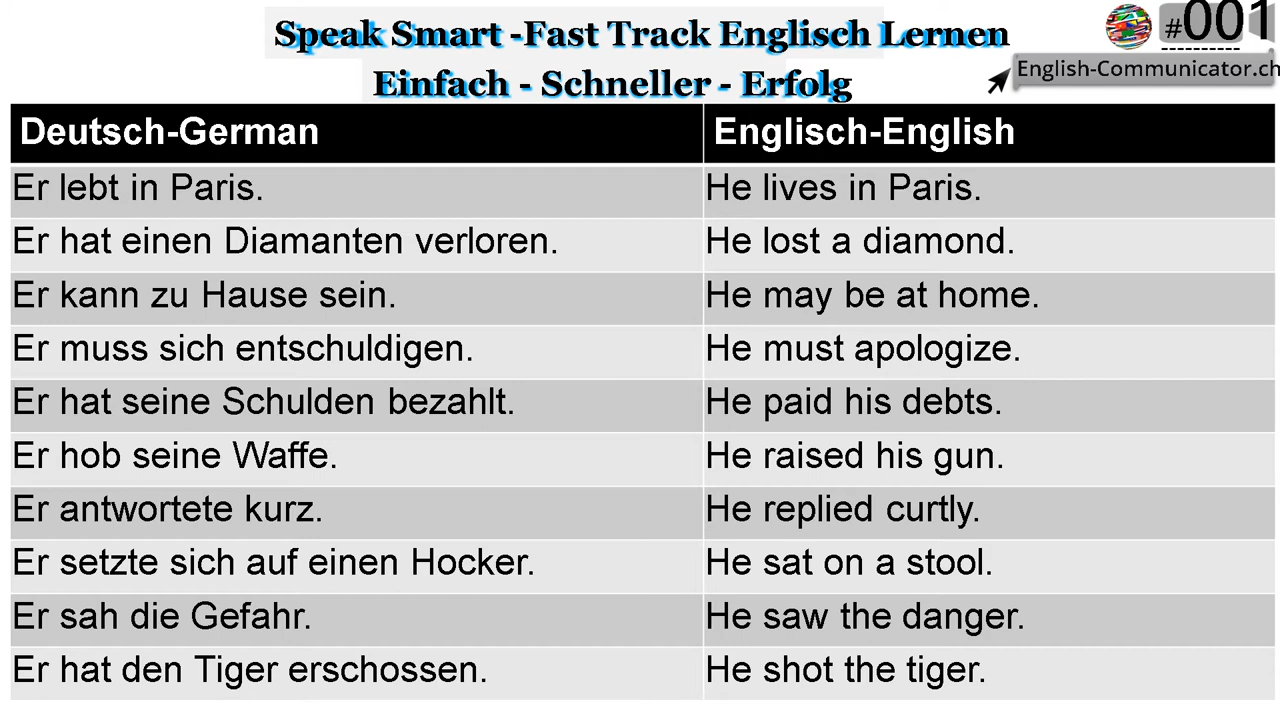 Speak Smart -Fast Track Englisch Lernen
Einfach - Schneller - Erfolg
#001
English-Communicator.ch
Deutsch-German Englisch-English
Er lebt in Paris. He lives in Paris.
Er hat einen Diamanten verloren. He lost a diamond.
Er kann zu Hause sein. He may be at home.
Er muss sich entschuldigen. He must apologize.
Er hat seine Schulden bezahlt. He paid his debts.
Er hob seine Waffe. He raised his gun.
Er antwortete kurz. He replied curtly.
Er setzte sich auf einen Hocker. He sat on a stool.
Er sah die Gefahr. He saw the danger.
Er hat den Tiger erschossen. He shot the tiger.